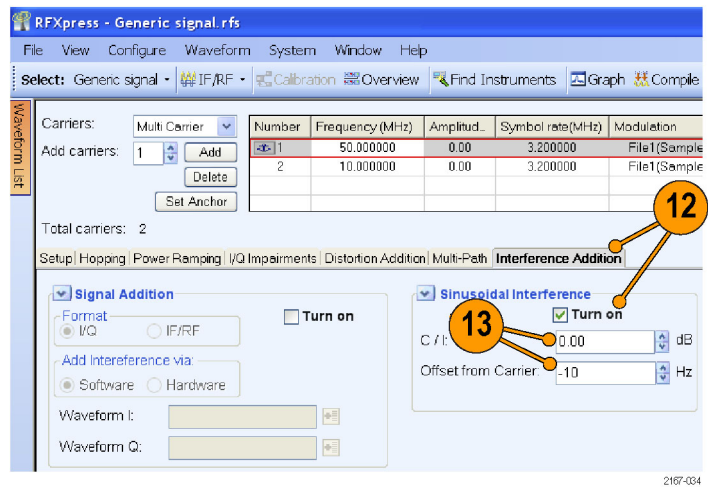 RFXpress - Generic signal.rfs
File View Configure Waveform System Window Help
Select: Generic signal IF/RF Calibration Overview Find Instruments Graph Compile
Waveform List
Carriers: Multi Carrier
Add carriers: 1 Add
Delete
Set Anchor
Total carriers: 2
Number Frequency (MHz) Amplitud... Symbol rate(MHz) Modulation
1 50.000000 0.00 3.200000 File1(Sample
2 10.000000 0.00 3.200000 File1(Sample
12
Setup Hopping Power Ramping I/Q Impairments Distortion Addition Multi-Path Interference Addition
Signal Addition
Turn on
Format
I/Q IF/RF
Add Intereference via:
Software Hardware
Waveform I:
Waveform Q:
Sinusoidal Interference
Turn on
13
C / I: 0.00 dB
Offset from Carrier: -10 Hz
2167-034